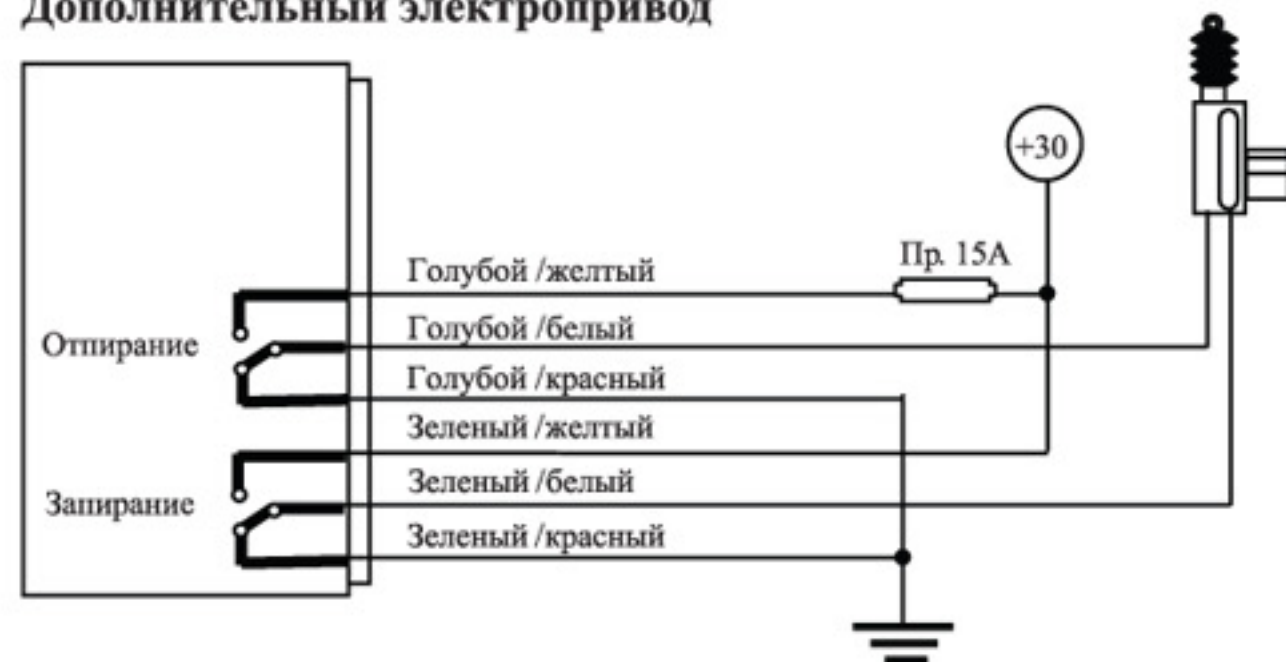 Дополнительный электропривод
+30
Пр. 15А
Голубой /желтый
Голубой /белый
Отпирание
Голубой /красный
Зеленый /желтый
Зеленый /белый
Запирание
Зеленый /красный